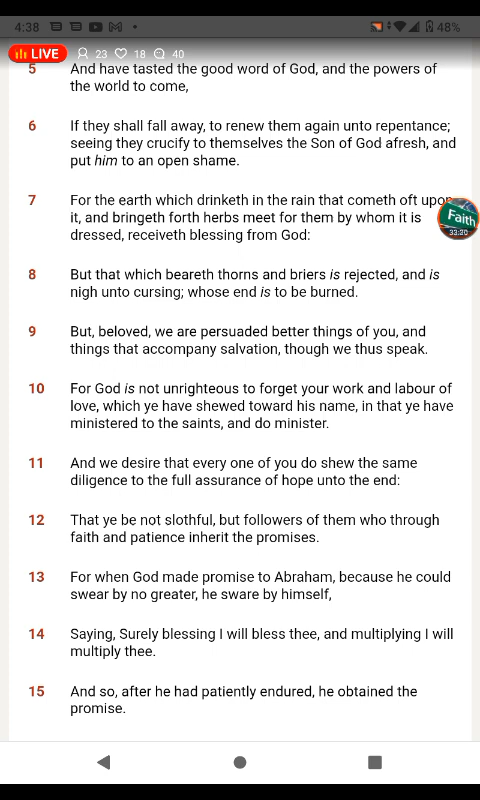 4:38 48%
LIVE 23 18 40
5 And have tasted the good word of God, and the powers of
the world to come,
6 If they shall fall away, to renew them again unto repentance;
seeing they crucify to themselves the Son of God afresh, and
put him to an open shame.
7 For the earth which drinketh in the rain that cometh oft upon
it, and bringeth forth herbs meet for them by whom it is
dressed, receiveth blessing from God:
Faith
33:20
8 But that which beareth thorns and briers is rejected, and is
nigh unto cursing; whose end is to be burned.
9 But, beloved, we are persuaded better things of you, and
things that accompany salvation, though we thus speak.
10 For God is not unrighteous to forget your work and labour of
love, which ye have shewed toward his name, in that ye have
ministered to the saints, and do minister.
11 And we desire that every one of you do shew the same
diligence to the full assurance of hope unto the end:
12 That ye be not slothful, but followers of them who through
faith and patience inherit the promises.
13 For when God made promise to Abraham, because he could
swear by no greater, he sware by himself,
14 Saying, Surely blessing I will bless thee, and multiplying I will
multiply thee.
15 And so, after he had patiently endured, he obtained the
promise.